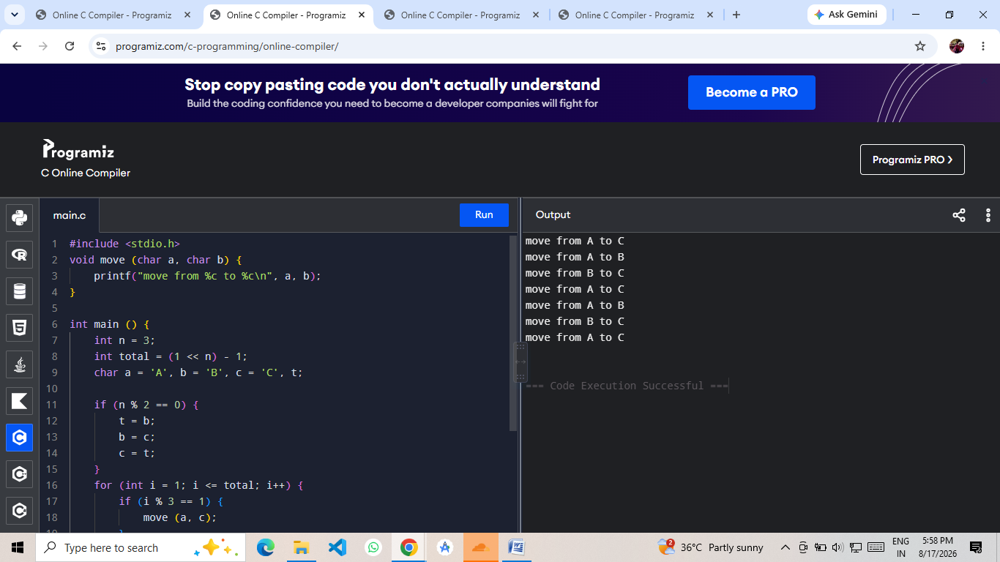 Online C Compiler - Programiz
Online C Compiler - Programiz
Online C Compiler - Programiz
Online C Compiler - Programiz
Ask Gemini
programiz.com/c-programming/online-compiler/
Stop copy pasting code you don't actually understand
Build the coding confidence you need to become a developer companies will fight for
Become a PRO
Programiz
C Online Compiler
Programiz PRO >
main.c
Run
Output
1 #include <stdio.h>
2 void move (char a, char b) {
3     printf("move from %c to %c\n", a, b);
4 }
5
6 int main () {
7     int n = 3;
8     int total = (1 << n) - 1;
9     char a = 'A', b = 'B', c = 'C', t;
10
11     if (n % 2 == 0) {
12         t = b;
13         b = c;
14         c = t;
15     }
16     for (int i = 1; i <= total; i++) {
17         if (i % 3 == 1) {
18             move (a, c);
19         }
move from A to C
move from A to B
move from B to C
move from A to C
move from A to B
move from B to C
move from A to C
=== Code Execution Successful ===
Type here to search
2
36°C Partly sunny
ENG
IN
5:58 PM
8/17/2026